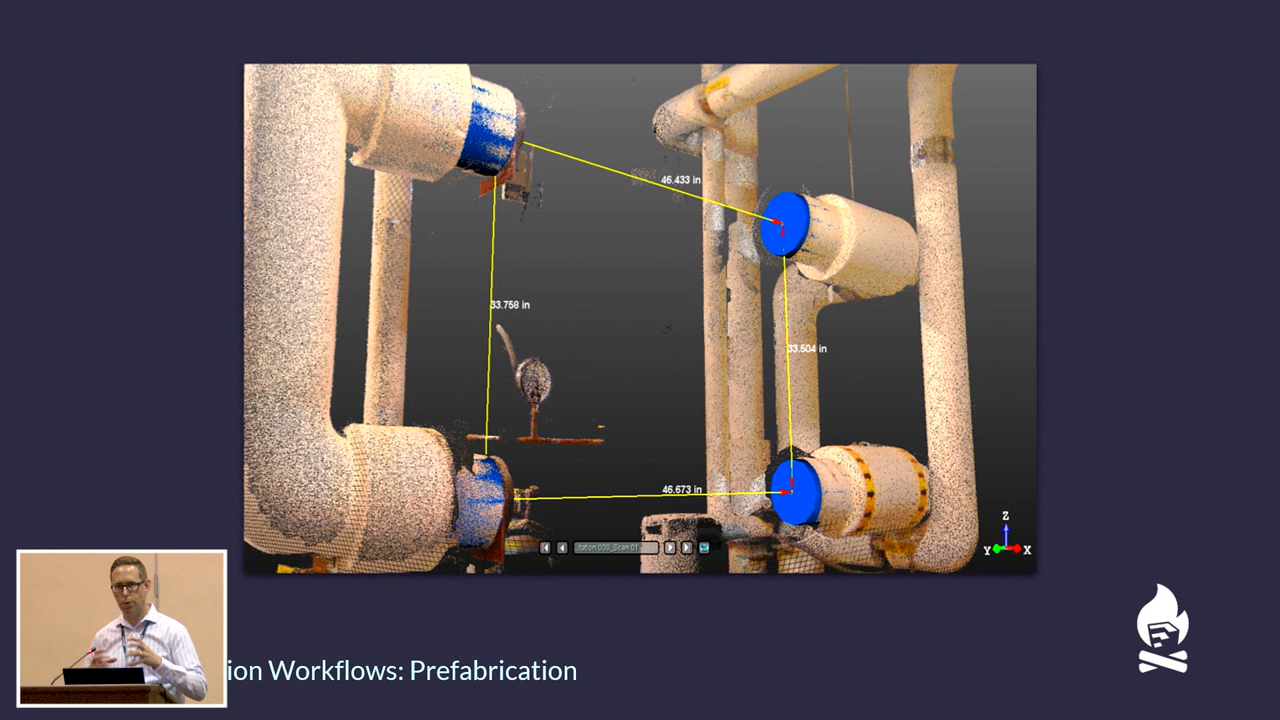 46.433 in
33.758 in
33.504 in
46.673 in
Z
Y X
ion Workflows: Prefabrication